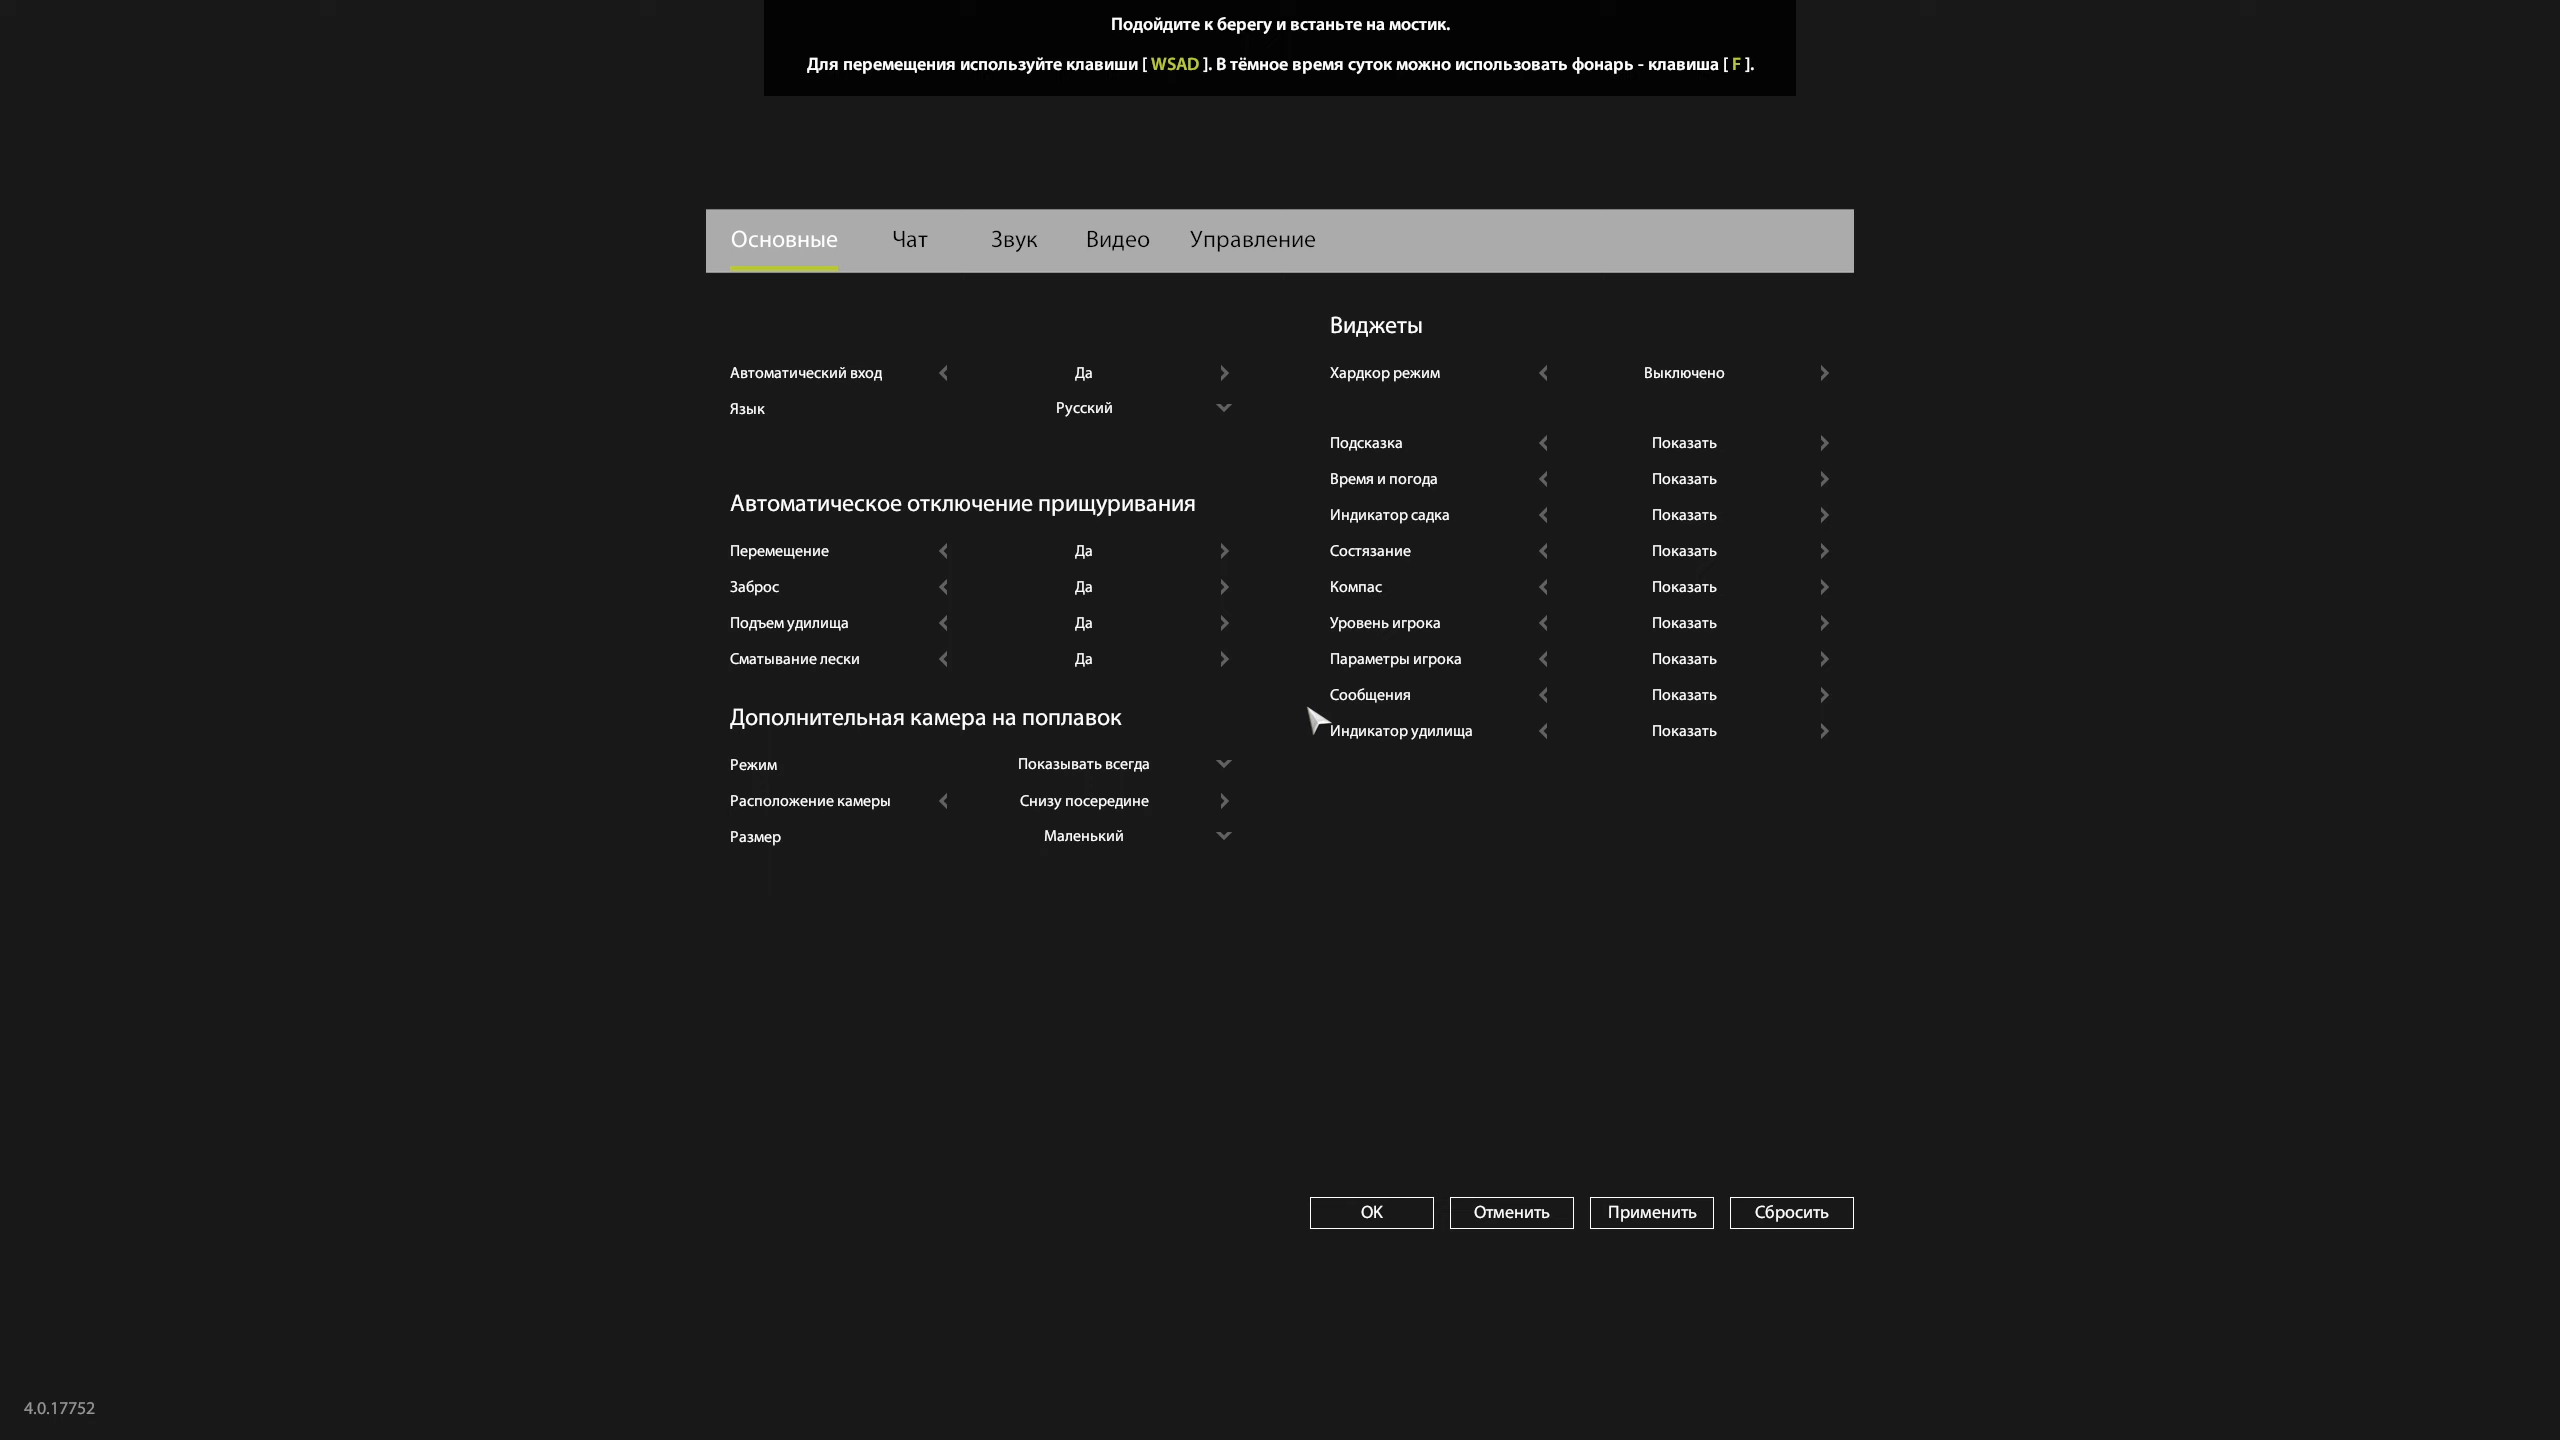 Подойдите к берегу и встаньте на мостик.
Для перемещения используйте клавиши [ WSAD ]. В тёмное время суток можно использовать фонарь - клавиша [ F ].
Основные Чат Звук Видео Управление
Автоматический вход Да
Язык Русский
Автоматическое отключение прищуривания
Перемещение Да
Заброс Да
Подъем удилища Да
Сматывание лески Да
Дополнительная камера на поплавок
Режим Показывать всегда
Расположение камеры Снизу посередине
Размер Маленький
Виджеты
Хардкор режим Выключено
Подсказка Показать
Время и погода Показать
Индикатор садка Показать
Состязание Показать
Компас Показать
Уровень игрока Показать
Параметры игрока Показать
Сообщения Показать
Индикатор удилища Показать
OK Отменить Применить Сбросить
4.0.17752